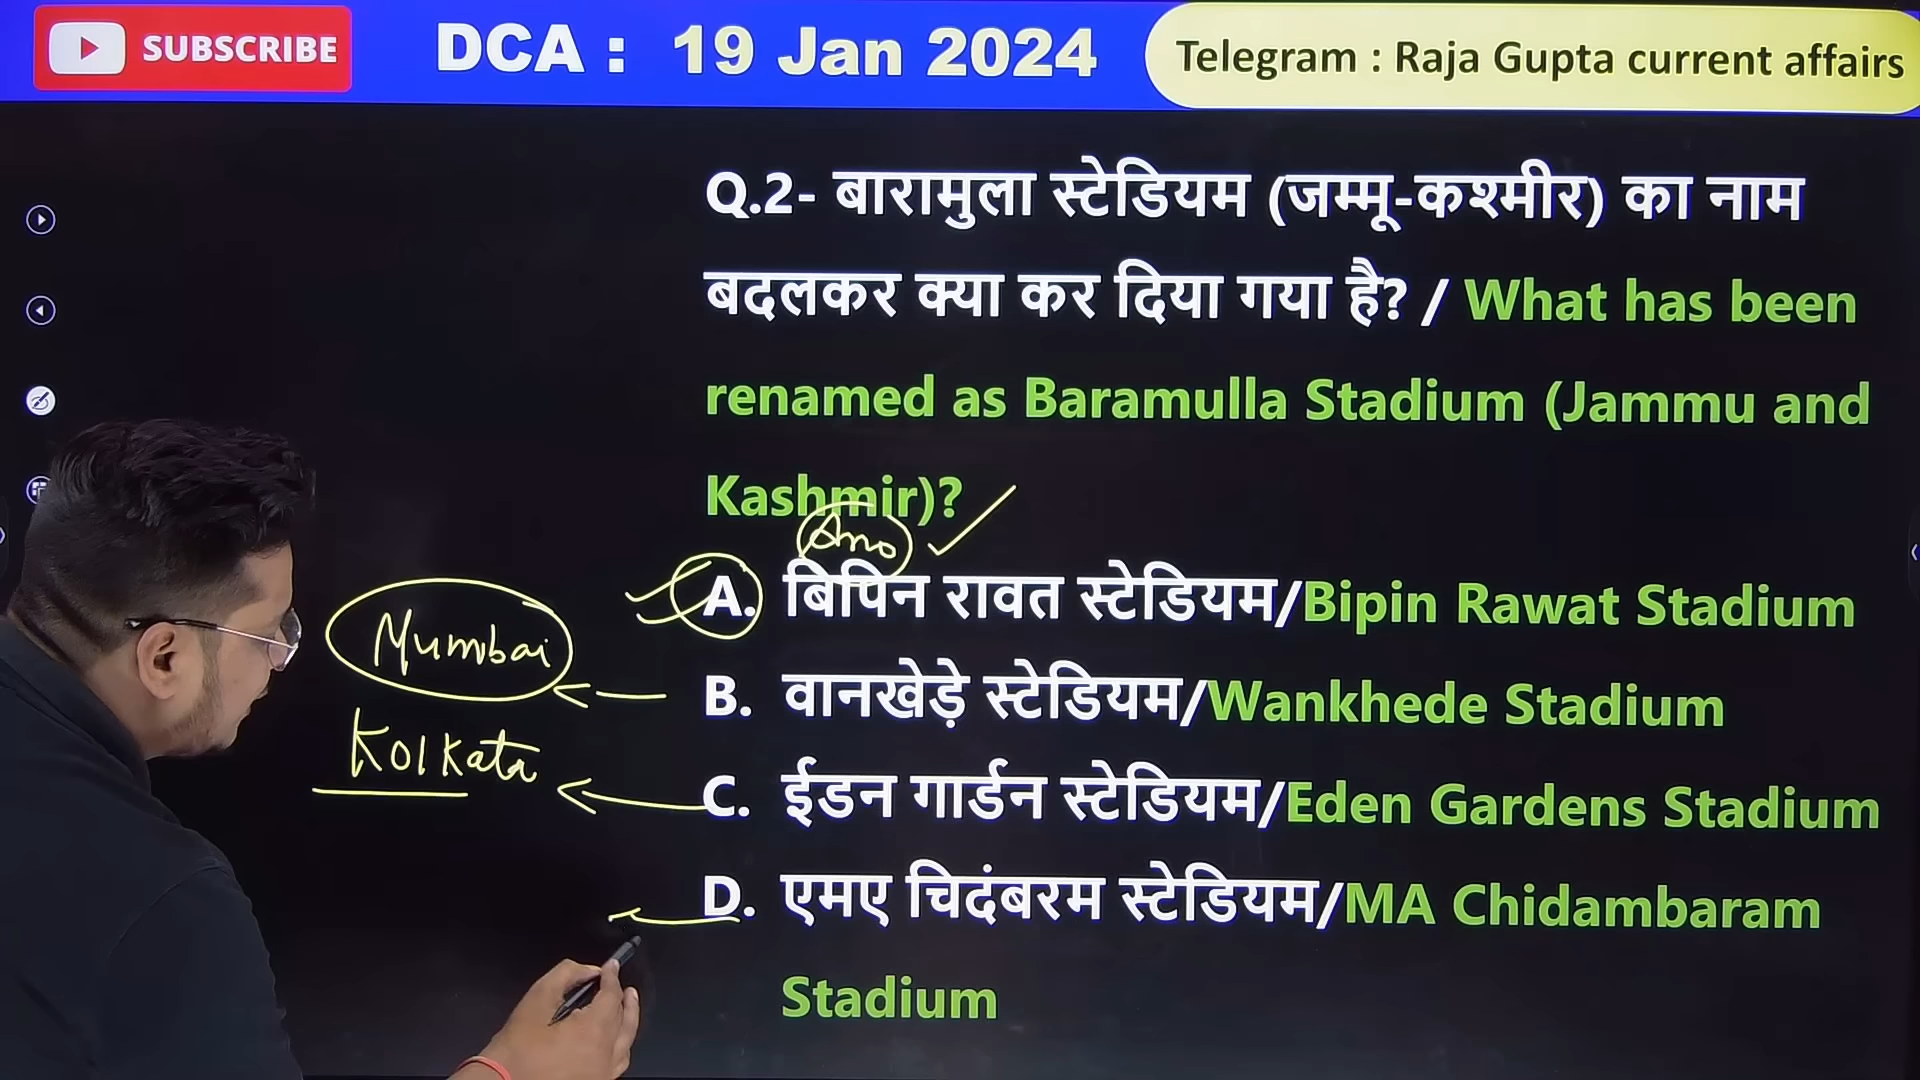 SUBSCRIBE
DCA : 19 Jan 2024
Telegram : Raja Gupta current affairs
Q.2- बारामुला स्टेडियम (जम्मू-कश्मीर) का नाम
बदलकर क्या कर दिया गया है? / What has been
renamed as Baramulla Stadium (Jammu and
Kashmir)?
A. बिपिन रावत स्टेडियम/Bipin Rawat Stadium
Mumbai
B. वानखेड़े स्टेडियम/Wankhede Stadium
Kolkata
C. ईडन गार्डन स्टेडियम/Eden Gardens Stadium
D. एमए चिदंबरम स्टेडियम/MA Chidambaram
Stadium